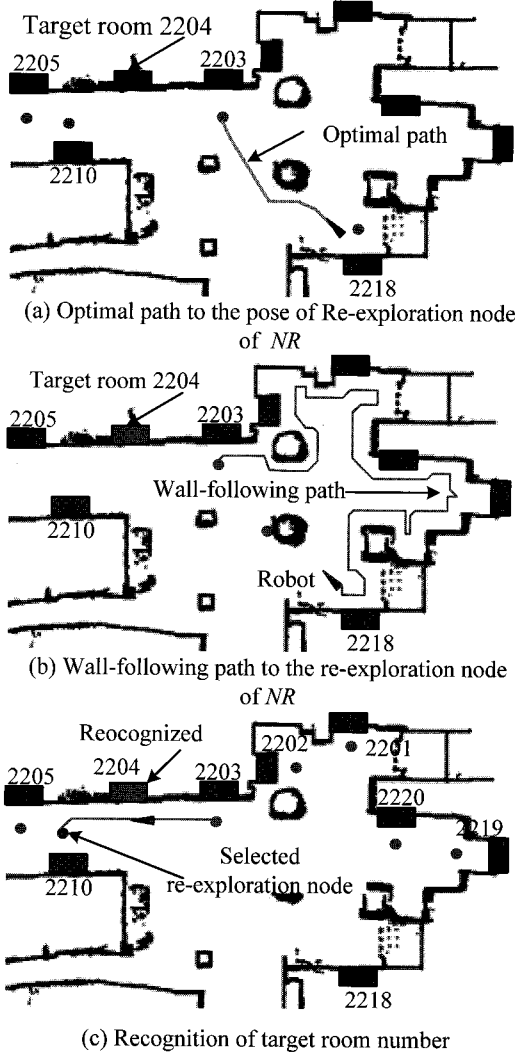 Target room 2204
2205
2203
Optimal path
2210
2218
(a) Optimal path to the pose of Re-exploration node
of NR
Target room 2204
2205
2203
Wall-following path
2210
Robot
2218
(b) Wall-following path to the re-exploration node
of NR
Reocognized
2202
2201
2205
2204
2203
2220
2219
Selected
re-exploration node
2210
2218
(c) Recognition of target room number